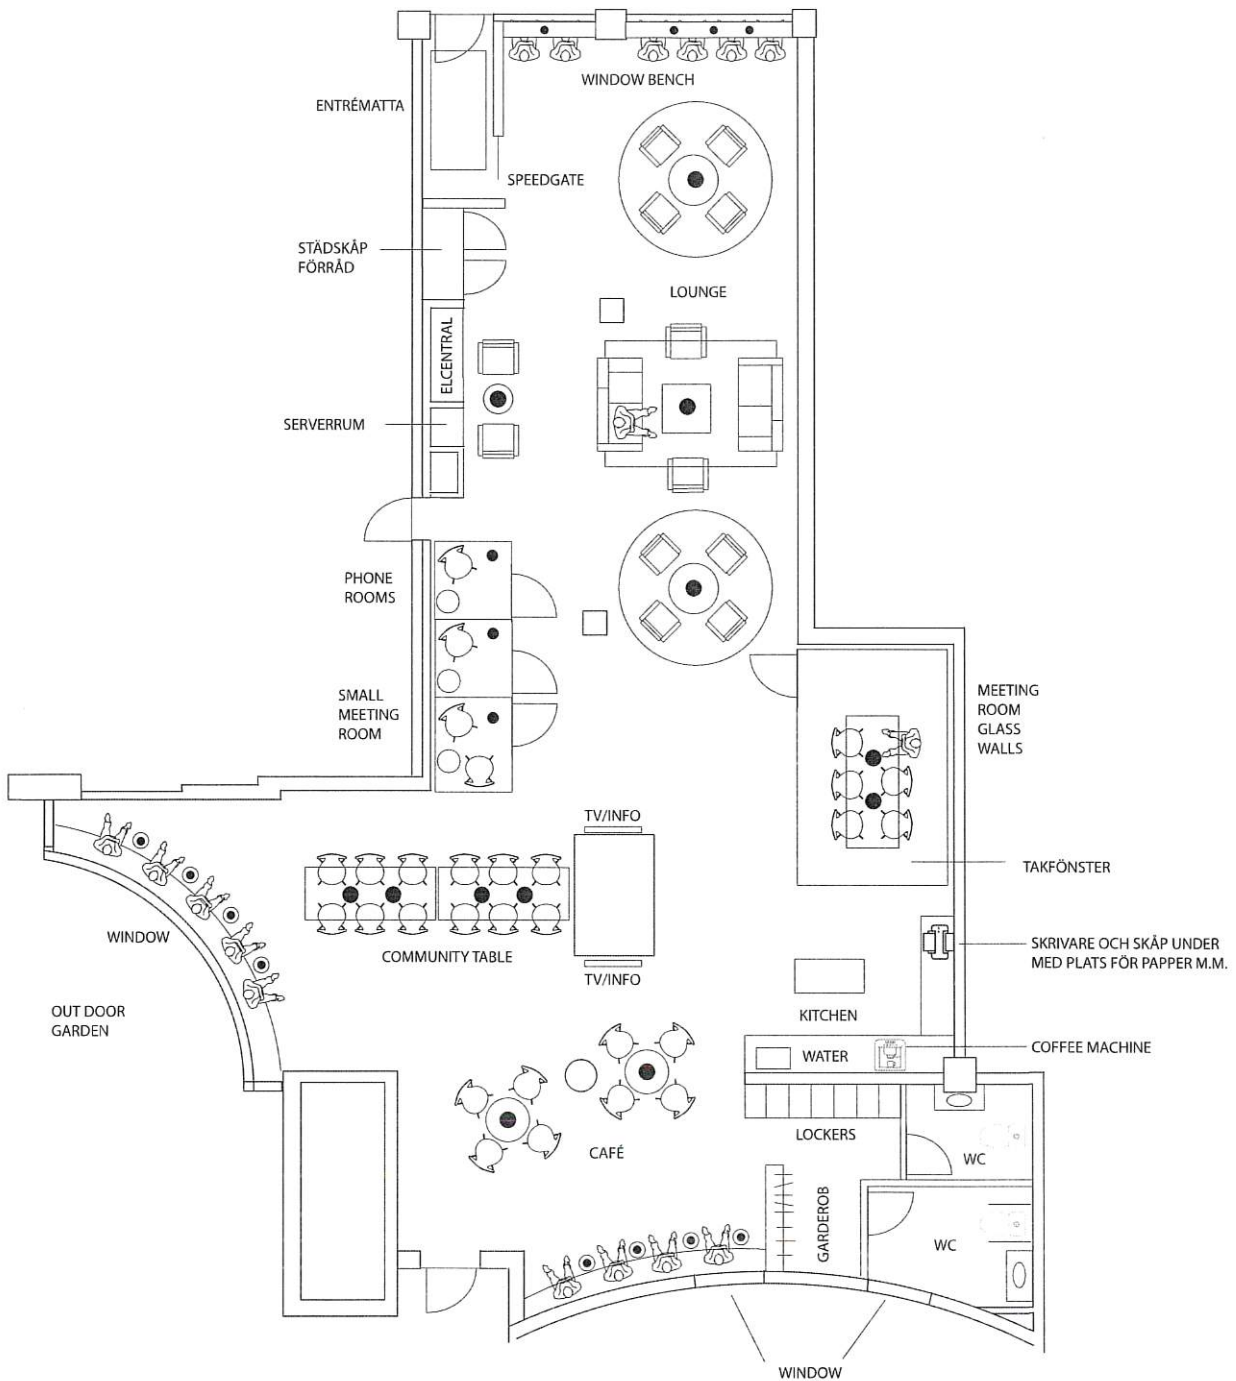 WINDOW BENCH
ENTRÉMATTA
SPEEDGATE
STÄDSKÅP
FÖRRÅD
LOUNGE
ELCENTRAL
SERVERRUM
PHONE
ROOMS
SMALL
MEETING
ROOM
MEETING
ROOM
GLASS
WALLS
TV/INFO
TAKFÖNSTER
WINDOW
COMMUNITY TABLE
TV/INFO
SKRIVARE OCH SKÅP UNDER
MED PLATS FÖR PAPPER M.M.
OUT DOOR
GARDEN
KITCHEN
WATER
COFFEE MACHINE
LOCKERS
CAFÉ
WC
GARDEROB
WC
WINDOW